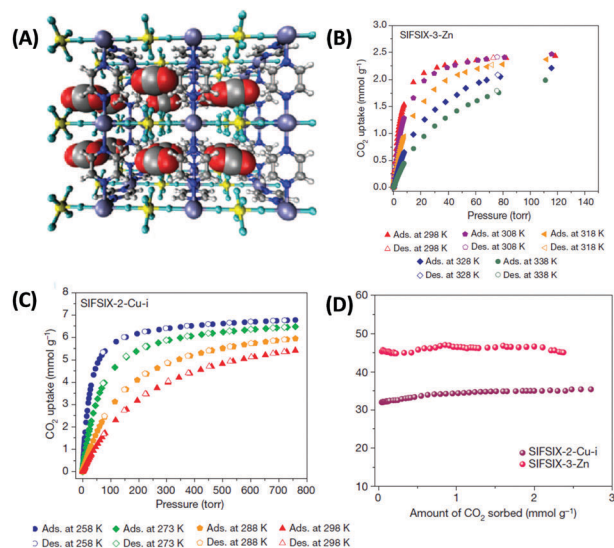 (A)
(B)
SIFSIX-3-Zn
CO2 uptake (mmol g-1)
3.0
2.5
2.0
1.5
1.0
0.5
0.0
0 20 40 60 80 100 120
Pressure (torr)
Ads. at 298 K Ads. at 308 K Ads. at 318 K
Des. at 298 K Des. at 308 K Des. at 318 K
Ads. at 328 K Ads. at 338 K
Des. at 328 K Des. at 338 K
(C)
SIFSIX-2-Cu-i
CO2 uptake (mmol g-1)
8
7
6
5
4
3
2
1
0
0 100 200 300 400 500 600 700 800
Pressure (torr)
Ads. at 258 K Ads. at 273 K Ads. at 288 K Ads. at 298 K
Des. at 258 K Des. at 273 K Des. at 288 K Des. at 298 K
(D)
60
50
40
30
20
10
SIFSIX-2-Cu-i
SIFSIX-3-Zn
0 1 2 3
Amount of CO2 sorbed (mmol g-1)